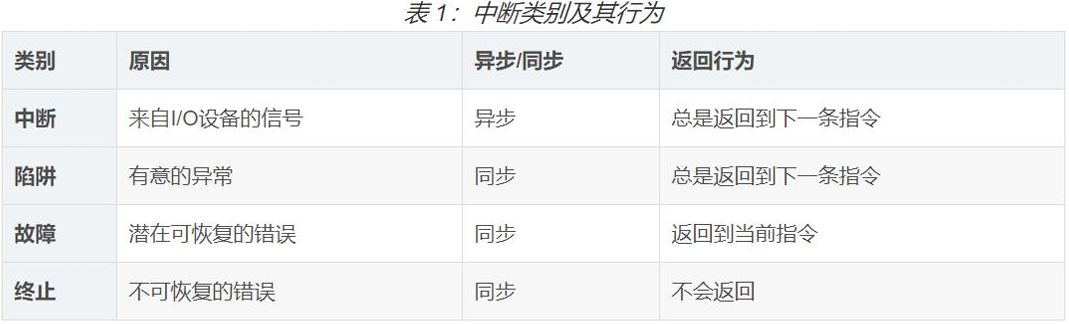 表 1：中断类别及其行为
类别 原因 异步/同步 返回行为
中断 来自I/O设备的信号 异步 总是返回到下一条指令
陷阱 有意的异常 同步 总是返回到下一条指令
故障 潜在可恢复的错误 同步 返回到当前指令
终止 不可恢复的错误 同步 不会返回